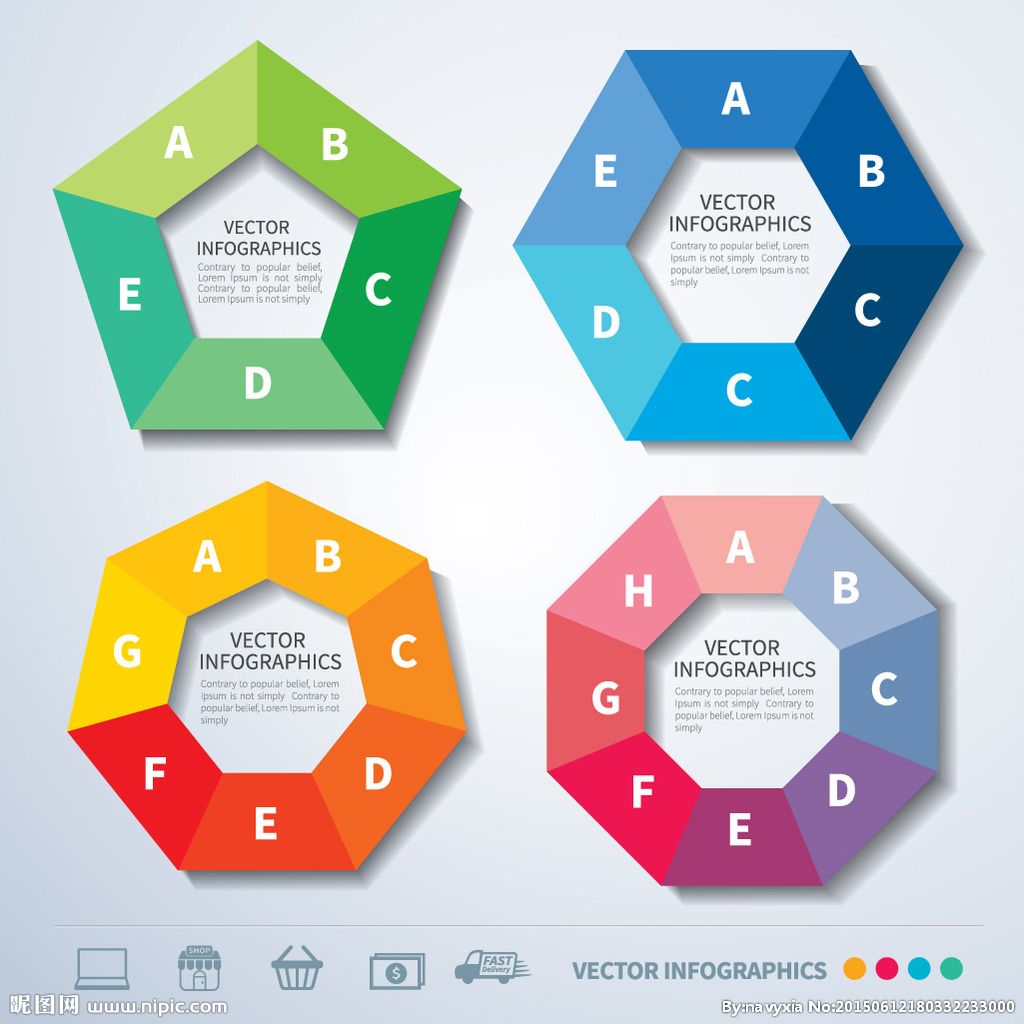 A
B
C
D
E
VECTOR
INFOGRAPHICS
Contrary to popular belief,
Lorem Ipsum is not simply
Contrary to popular belief,
Lorem Ipsum is not simply
A
B
C
C
D
E
VECTOR
INFOGRAPHICS
Contrary to popular belief, Lorem
Ipsum is not simply Contrary to
popular belief, Lorem Ipsum is not
simply
A
B
C
D
E
F
G
VECTOR
INFOGRAPHICS
Contrary to popular belief, Lorem
Ipsum is not simply Contrary to
popular belief, Lorem Ipsum is not
simply
A
B
C
D
E
F
G
H
VECTOR
INFOGRAPHICS
Contrary to popular belief, Lorem
Ipsum is not simply Contrary to
popular belief, Lorem Ipsum is not
simply
SHOP
$
FAST
Delivery
VECTOR INFOGRAPHICS
昵图网 www.nipic.com
By:navyxia No:20150612180332233000